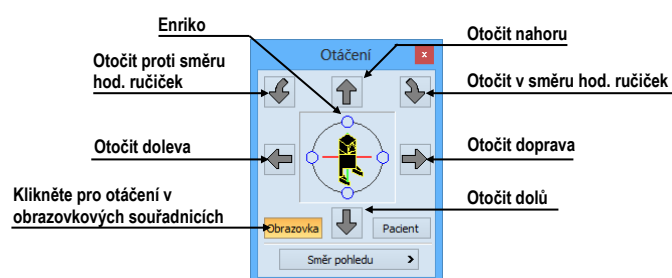 Enriko
Otočit nahoru
Otáčení
x
Otočit proti směru
hod. ručiček
Otočit v směru hod. ručiček
Otočit doleva
Otočit doprava
Klikněte pro otáčení v
obrazovkových souřadnicích
Otočit dolů
Obrazovka
Pacient
Směr pohledu >